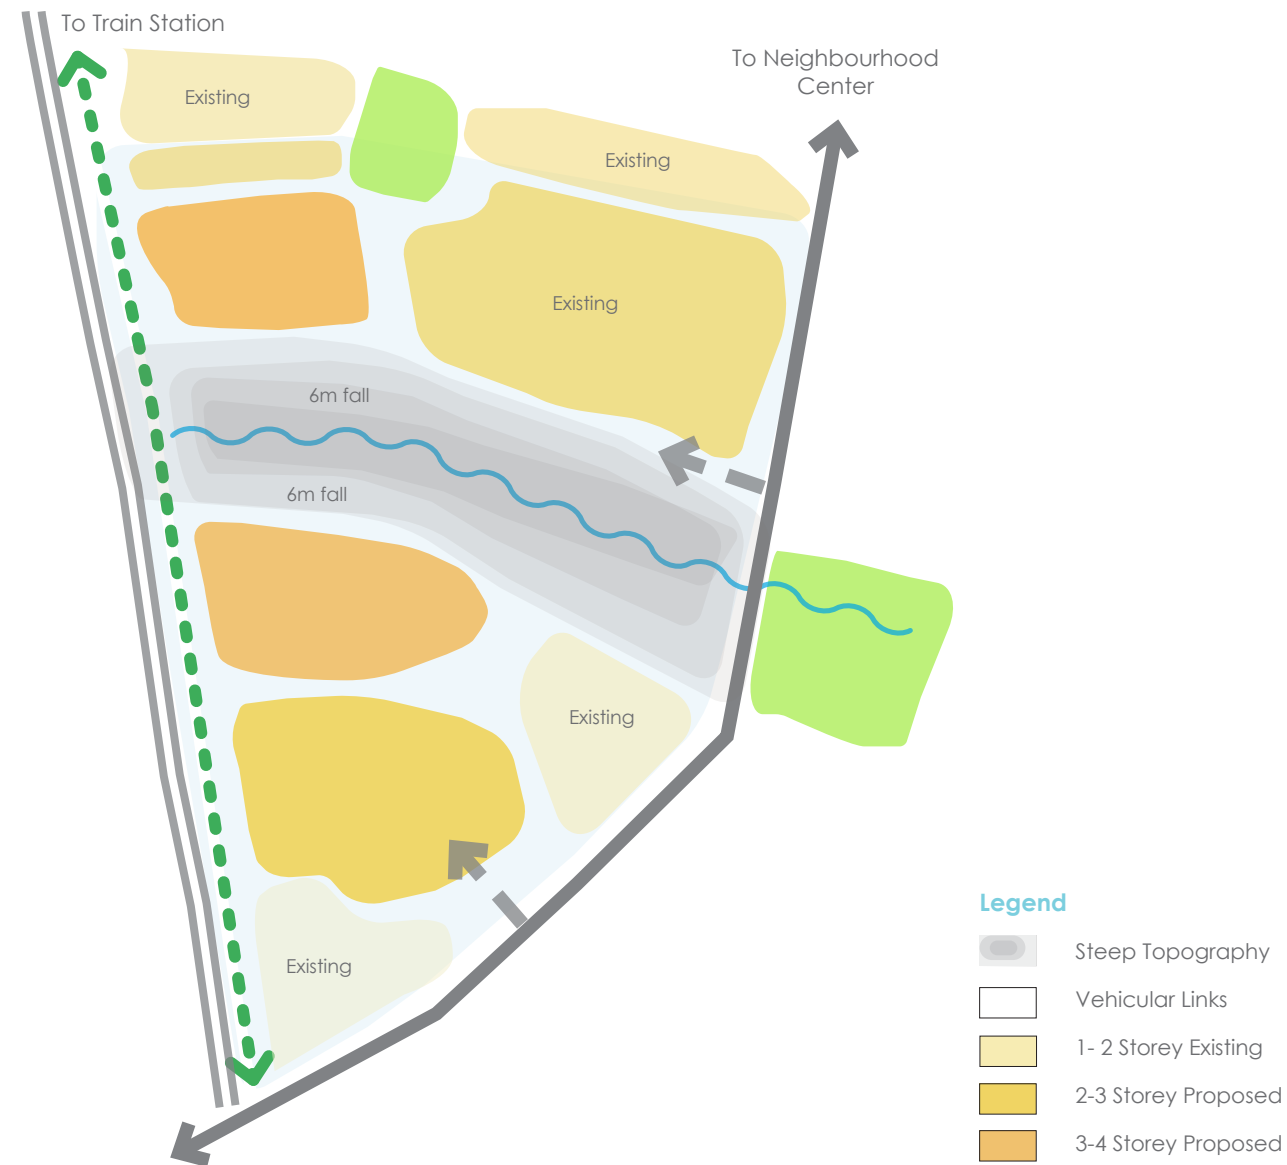 To Train Station
To Neighbourhood
Center
Existing
Existing
Existing
6m fall
6m fall
Existing
Existing
Legend
Steep Topography
Vehicular Links
1- 2 Storey Existing
2-3 Storey Proposed
3-4 Storey Proposed